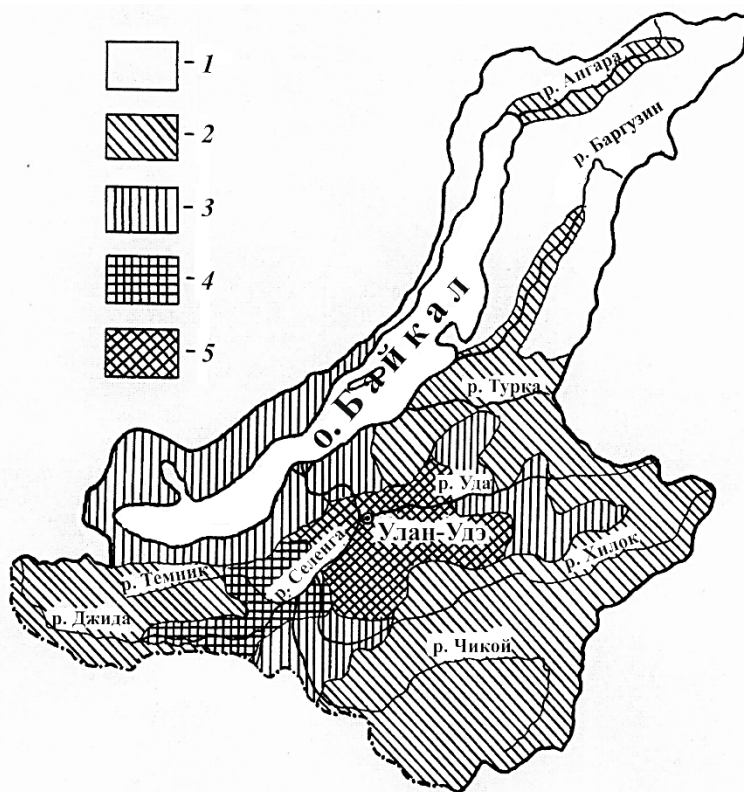 - 1
- 2
- 3
- 4
- 5
р. Ангара
р. Баргузин
о. Байкал
р. Турка
р. Уда
Улан-Удэ
р. Хилок
р. Селенга
р. Темник
р. Джида
р. Чикой